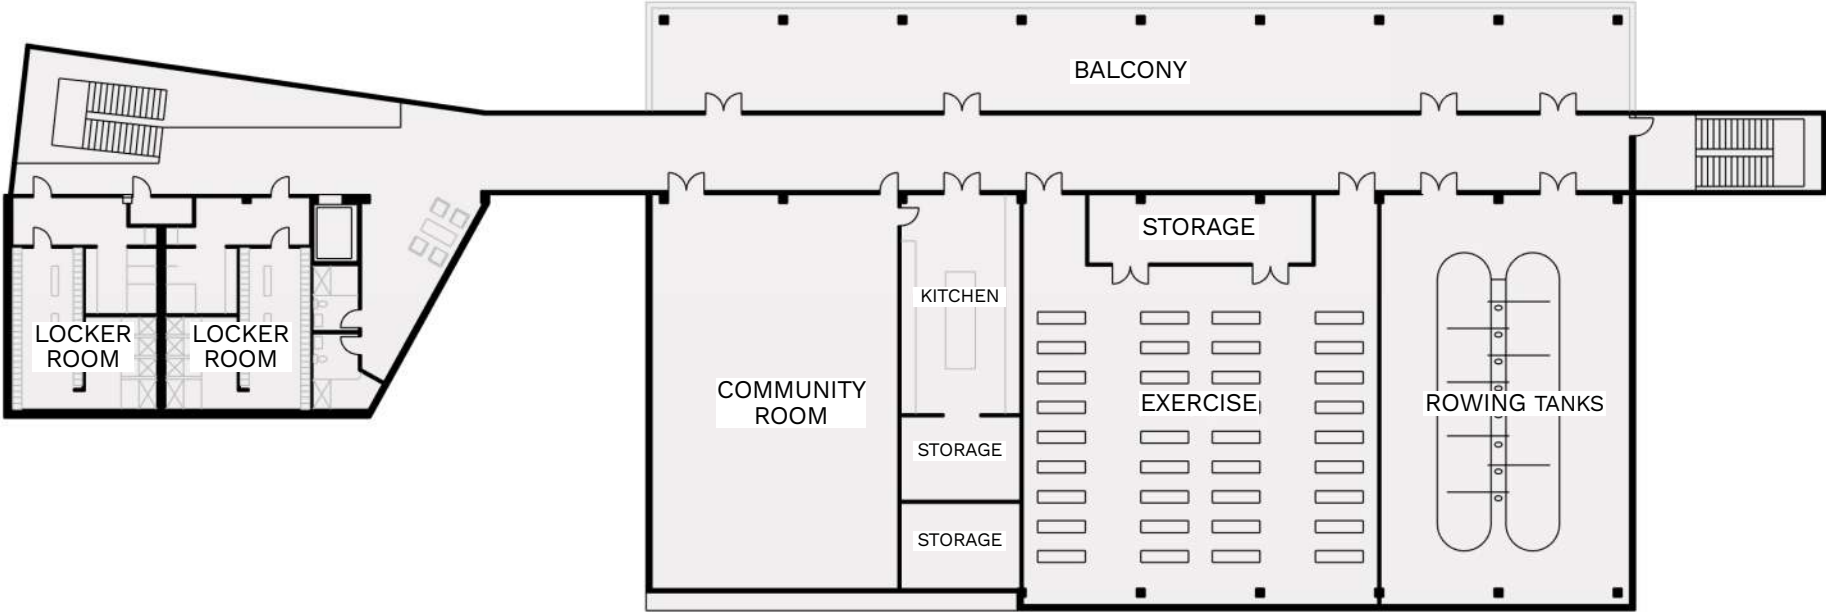 BALCONY
STORAGE
KITCHEN
LOCKER
ROOM
LOCKER
ROOM
COMMUNITY
ROOM
EXERCISE
ROWING TANKS
STORAGE
STORAGE